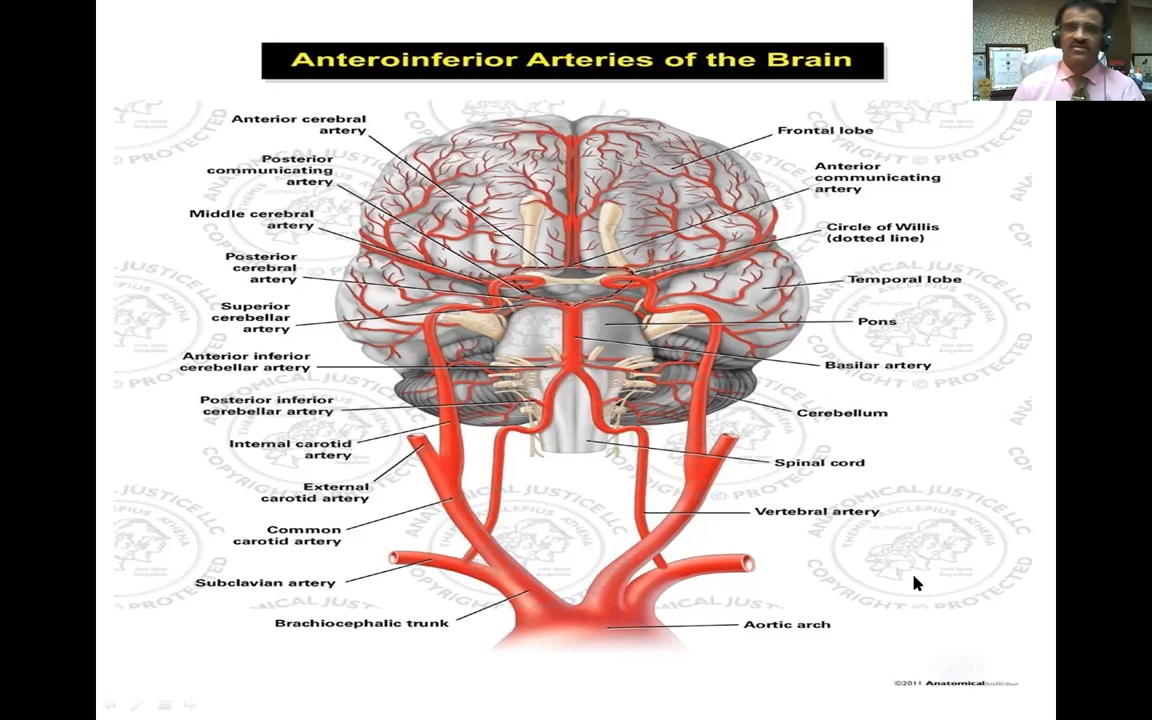 Anteroinferior Arteries of the Brain
Anterior cerebral
artery
Posterior
communicating
artery
Middle cerebral
artery
Posterior
cerebral
artery
Superior
cerebellar
artery
Anterior inferior
cerebellar artery
Posterior inferior
cerebellar artery
Internal carotid
artery
External
carotid artery
Common
carotid artery
Subclavian artery
Brachiocephalic trunk
Frontal lobe
Anterior
communicating
artery
Circle of Willis
(dotted line)
Temporal lobe
Pons
Basilar artery
Cerebellum
Spinal cord
Vertebral artery
Aortic arch
©2011 AnatomicalJustice